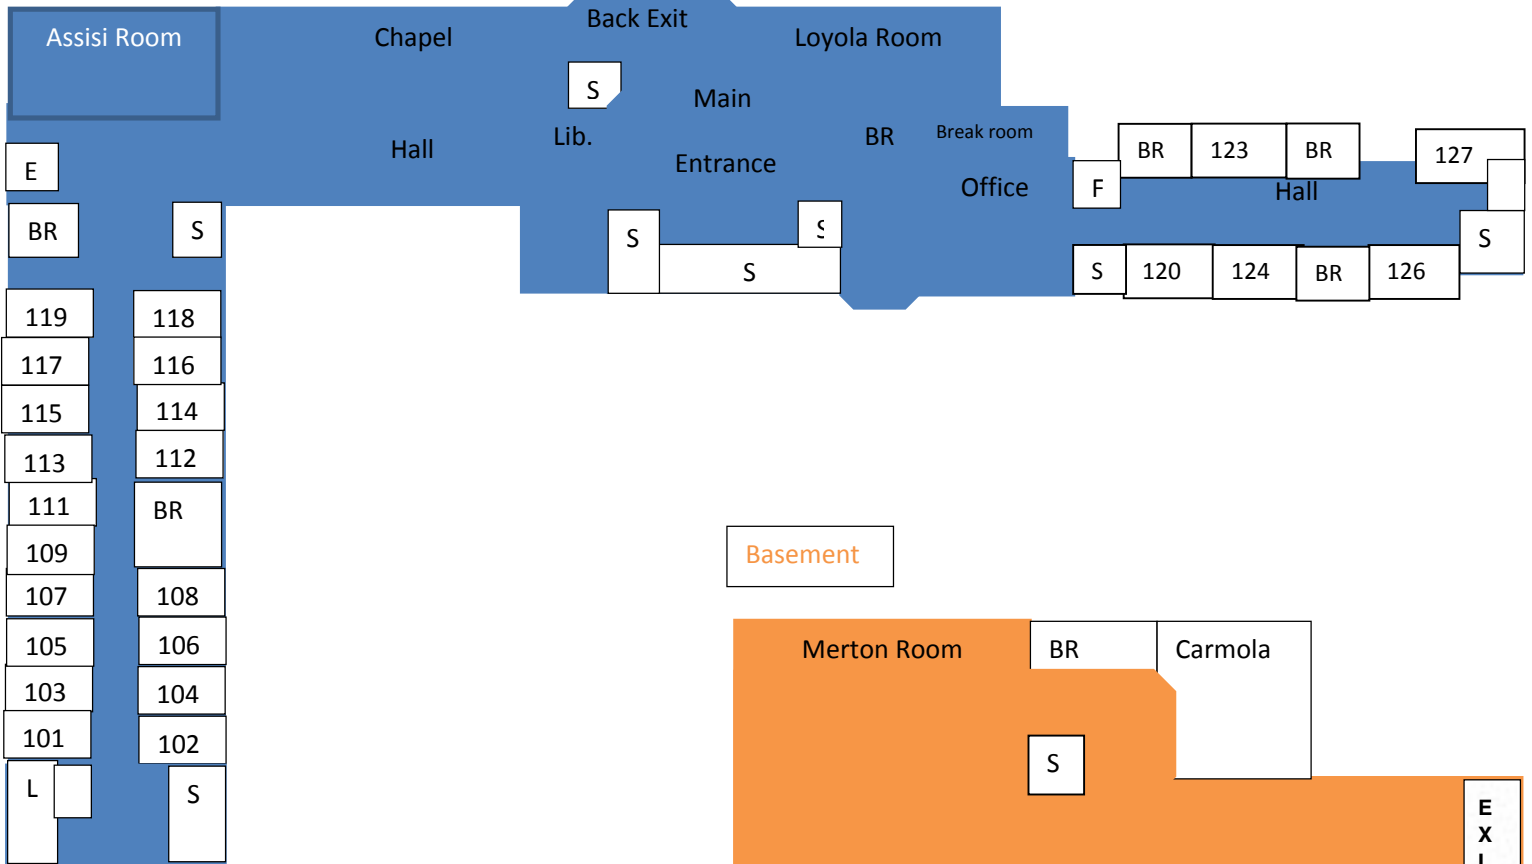 Back Exit
Assisi Room
Chapel
Loyola Room
S
Main
Lib.
BR
Break room
Hall
Entrance
Office
E
BR
S
S
S
S
F
BR
123
BR
127
Hall
S
S
120
124
BR
126
119
118
117
116
115
114
113
112
111
BR
109
107
108
105
106
103
104
101
102
L
S
Basement
Merton Room
BR
Carmola
S
E
X